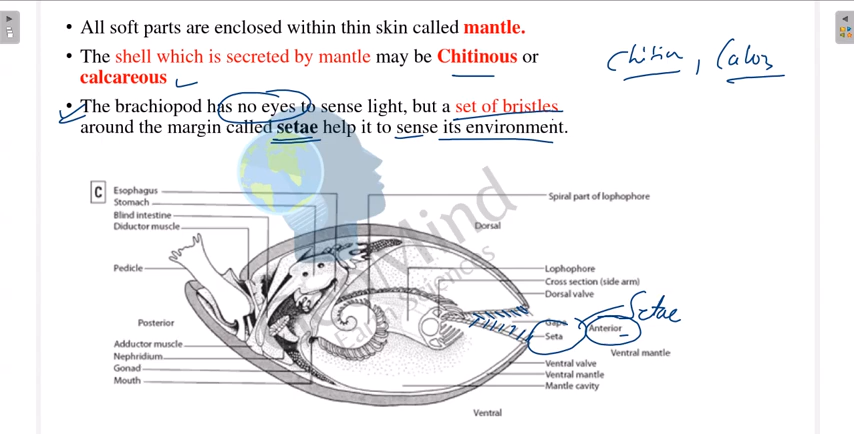 • All soft parts are enclosed within thin skin called mantle.
• The shell which is secreted by mantle may be Chitinous or
calcareous
Chitin, CaCO3
• The brachiopod has no eyes to sense light, but a set of bristles
around the margin called setae help it to sense its environment.
C
Esophagus
Stomach
Blind intestine
Diductor muscle
Pedicle
Posterior
Adductor muscle
Nephridium
Gonad
Mouth
Spiral part of lophophore
Dorsal
Lophophore
Cross section (side arm)
Dorsal valve
Setae
Gape
Anterior
Seta
Ventral mantle
Ventral valve
Ventral mantle
Mantle cavity
Ventral
Mind
Earth Sciences